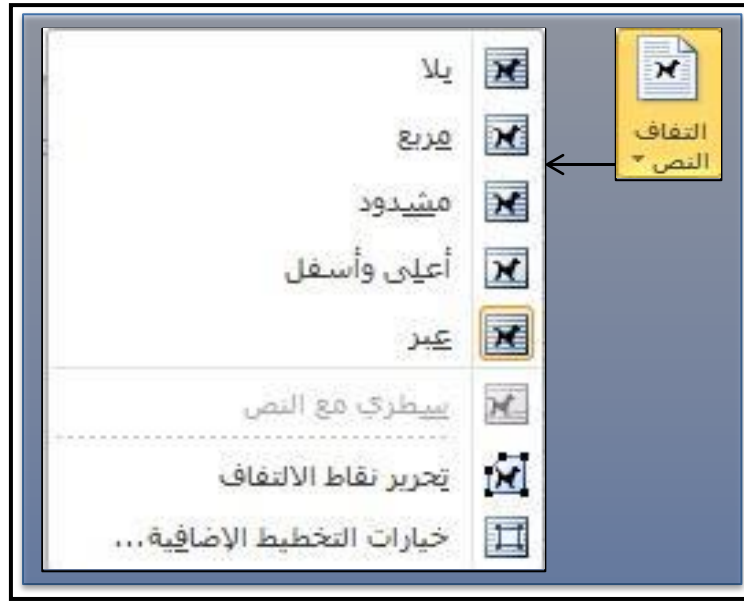 التفاف
النص
يلا
مربع
مشدود
أعلى وأسفل
عبر
سطري مع النص
تحرير نقاط الالتفاف
خيارات التخطيط الإضافية...